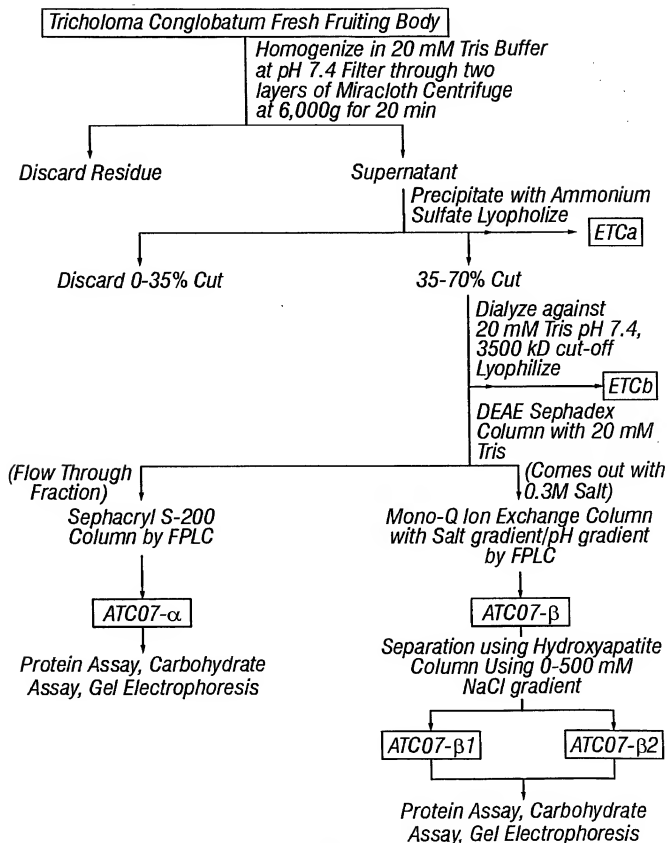 Tricholoma Conglobatum Fresh Fruiting Body
Homogenize in 20 mM Tris Buffer
at pH 7.4 Filter through two
layers of Miracloth Centrifuge
at 6,000g for 20 min
Discard Residue
Supernatant
Precipitate with Ammonium
Sulfate Lyopholize
ETCa
Discard 0-35% Cut
35-70% Cut
Dialyze against
20 mM Tris pH 7.4,
3500 kD cut-off
Lyophilize
ETCb
DEAE Sephadex
Column with 20 mM
Tris
(Flow Through
Fraction)
Sephacryl S-200
Column by FPLC
(Comes out with
0.3M Salt)
Mono-Q Ion Exchange Column
with Salt gradient/pH gradient
by FPLC
ATC07-α
ATC07-β
Protein Assay, Carbohydrate
Assay, Gel Electrophoresis
Separation using Hydroxyapatite
Column Using 0-500 mM
NaCl gradient
ATC07-β1
ATC07-β2
Protein Assay, Carbohydrate
Assay, Gel Electrophoresis